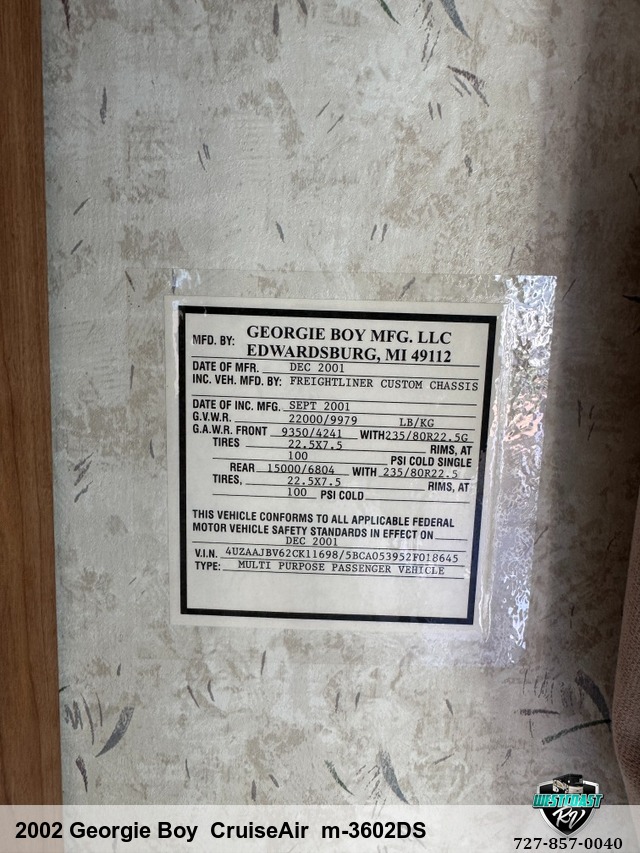 MFD. BY: GEORGIE BOY MFG. LLC
EDWARDSBURG, MI 49112
DATE OF MFR. DEC 2001
INC. VEH. MFD. BY: FREIGHTLINER CUSTOM CHASSIS
DATE OF INC. MFG. SEPT 2001
G.V.W.R. 22000/9979 LB/KG
G.A.W.R. FRONT 9350/4241 WITH 235/80R22.5G
TIRES 22.5X7.5 RIMS, AT
100 PSI COLD SINGLE
REAR 15000/6804 WITH 235/80R22.5
TIRES, 22.5X7.5 RIMS, AT
100 PSI COLD
THIS VEHICLE CONFORMS TO ALL APPLICABLE FEDERAL
MOTOR VEHICLE SAFETY STANDARDS IN EFFECT ON
DEC 2001
V.I.N. 4UZAAJBV62CK11698/5BCA053952F018645
TYPE: MULTI PURPOSE PASSENGER VEHICLE
WESTCOAST
RV
2002 Georgie Boy CruiseAir m-3602DS
727-857-0040